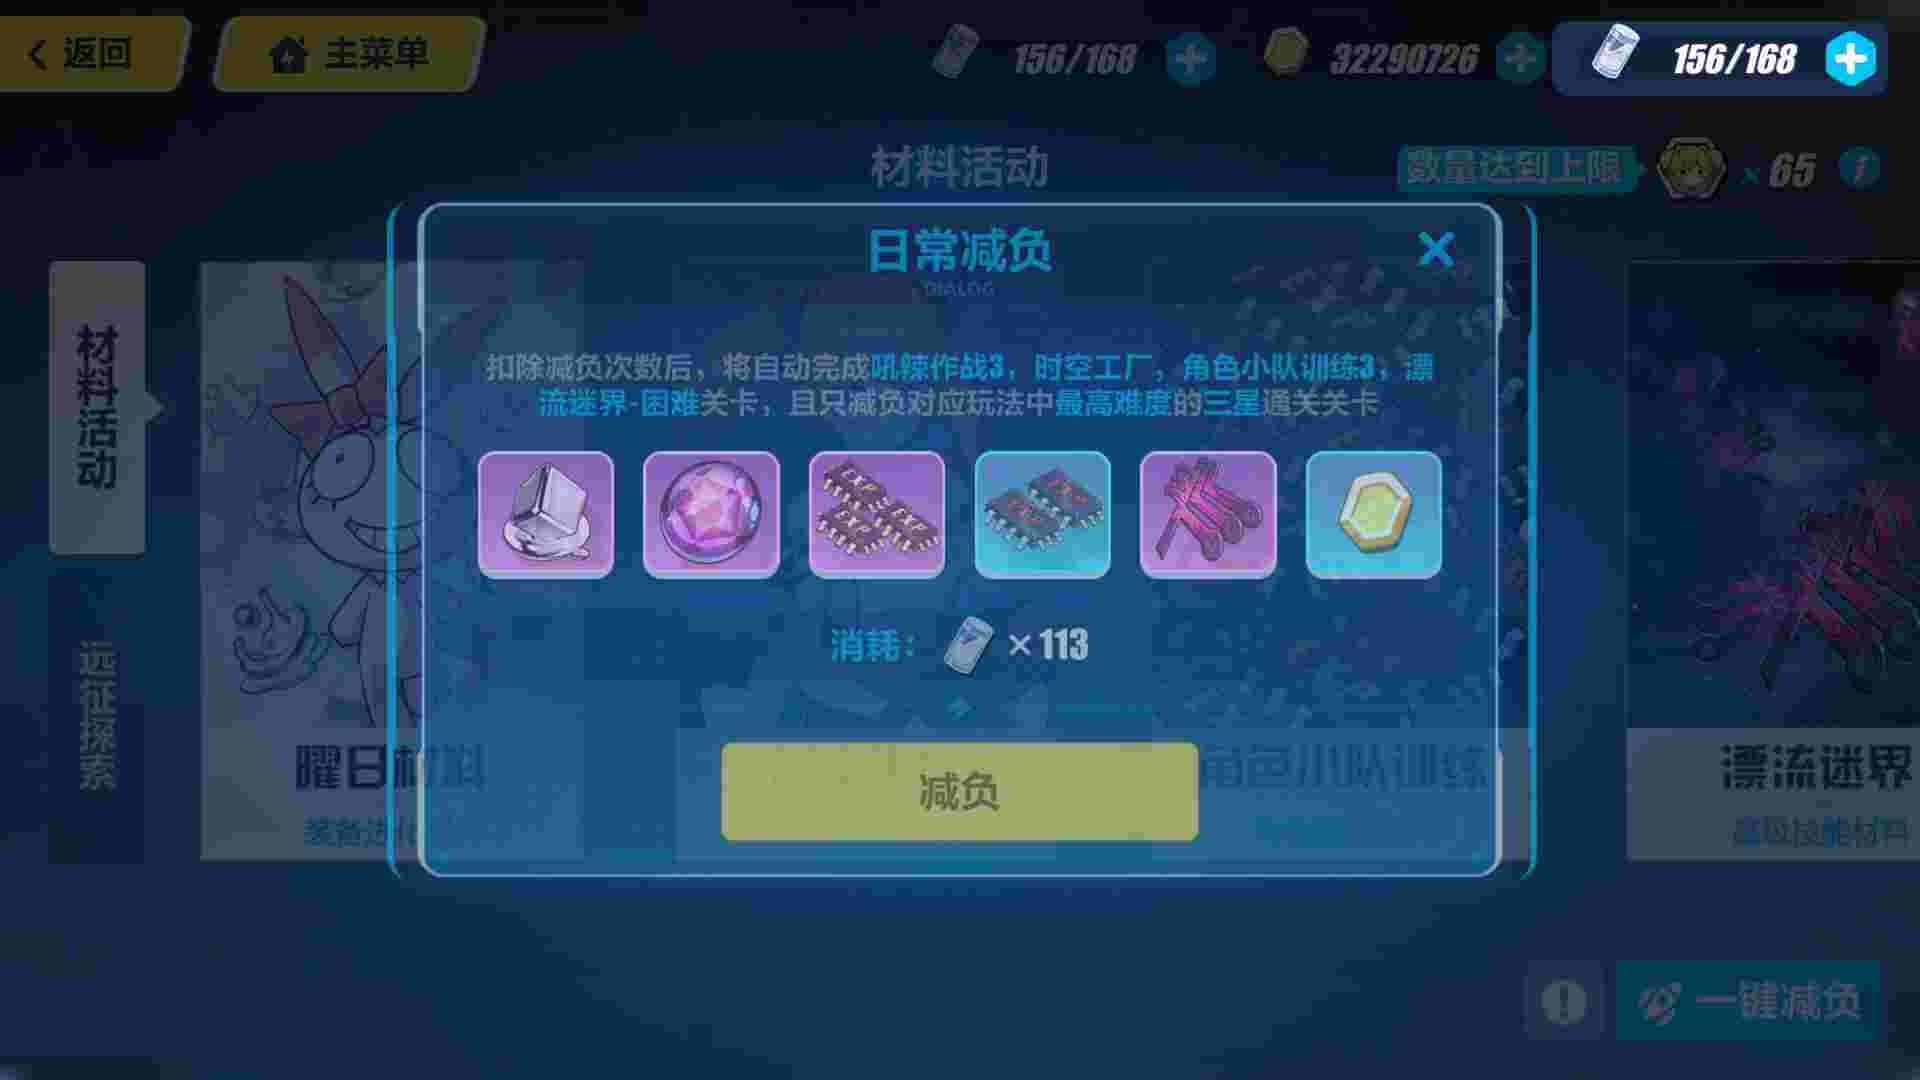 返回
主菜单
156/168
32290726
156/168
材料活动
数量达到上限
× 65
日常减负
DIALOG
扣除减负次数后，将自动完成吼辣作战3，时空工厂，角色小队训练3，漂
流迷界-困难关卡，且只减负对应玩法中最高难度的三星通关关卡
材料活动
远征探索
EXP
EXP
EXP
消耗：
×113
减负
曜日材料
角色小队训练
漂流迷界
高级技能材料
一键减负